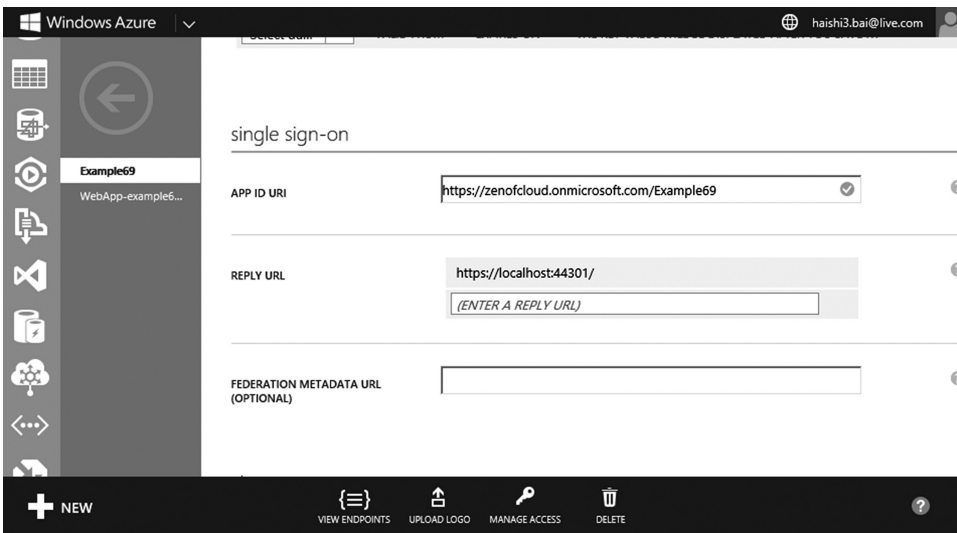 Windows Azure
haishi3.bai@live.com
single sign-on
Example69
WebApp-example6...
APP ID URI
https://zenofcloud.onmicrosoft.com/Example69
REPLY URL
https://localhost:44301/
(ENTER A REPLY URL)
FEDERATION METADATA URL
(OPTIONAL)
NEW
VIEW ENDPOINTS
UPLOAD LOGO
MANAGE ACCESS
DELETE